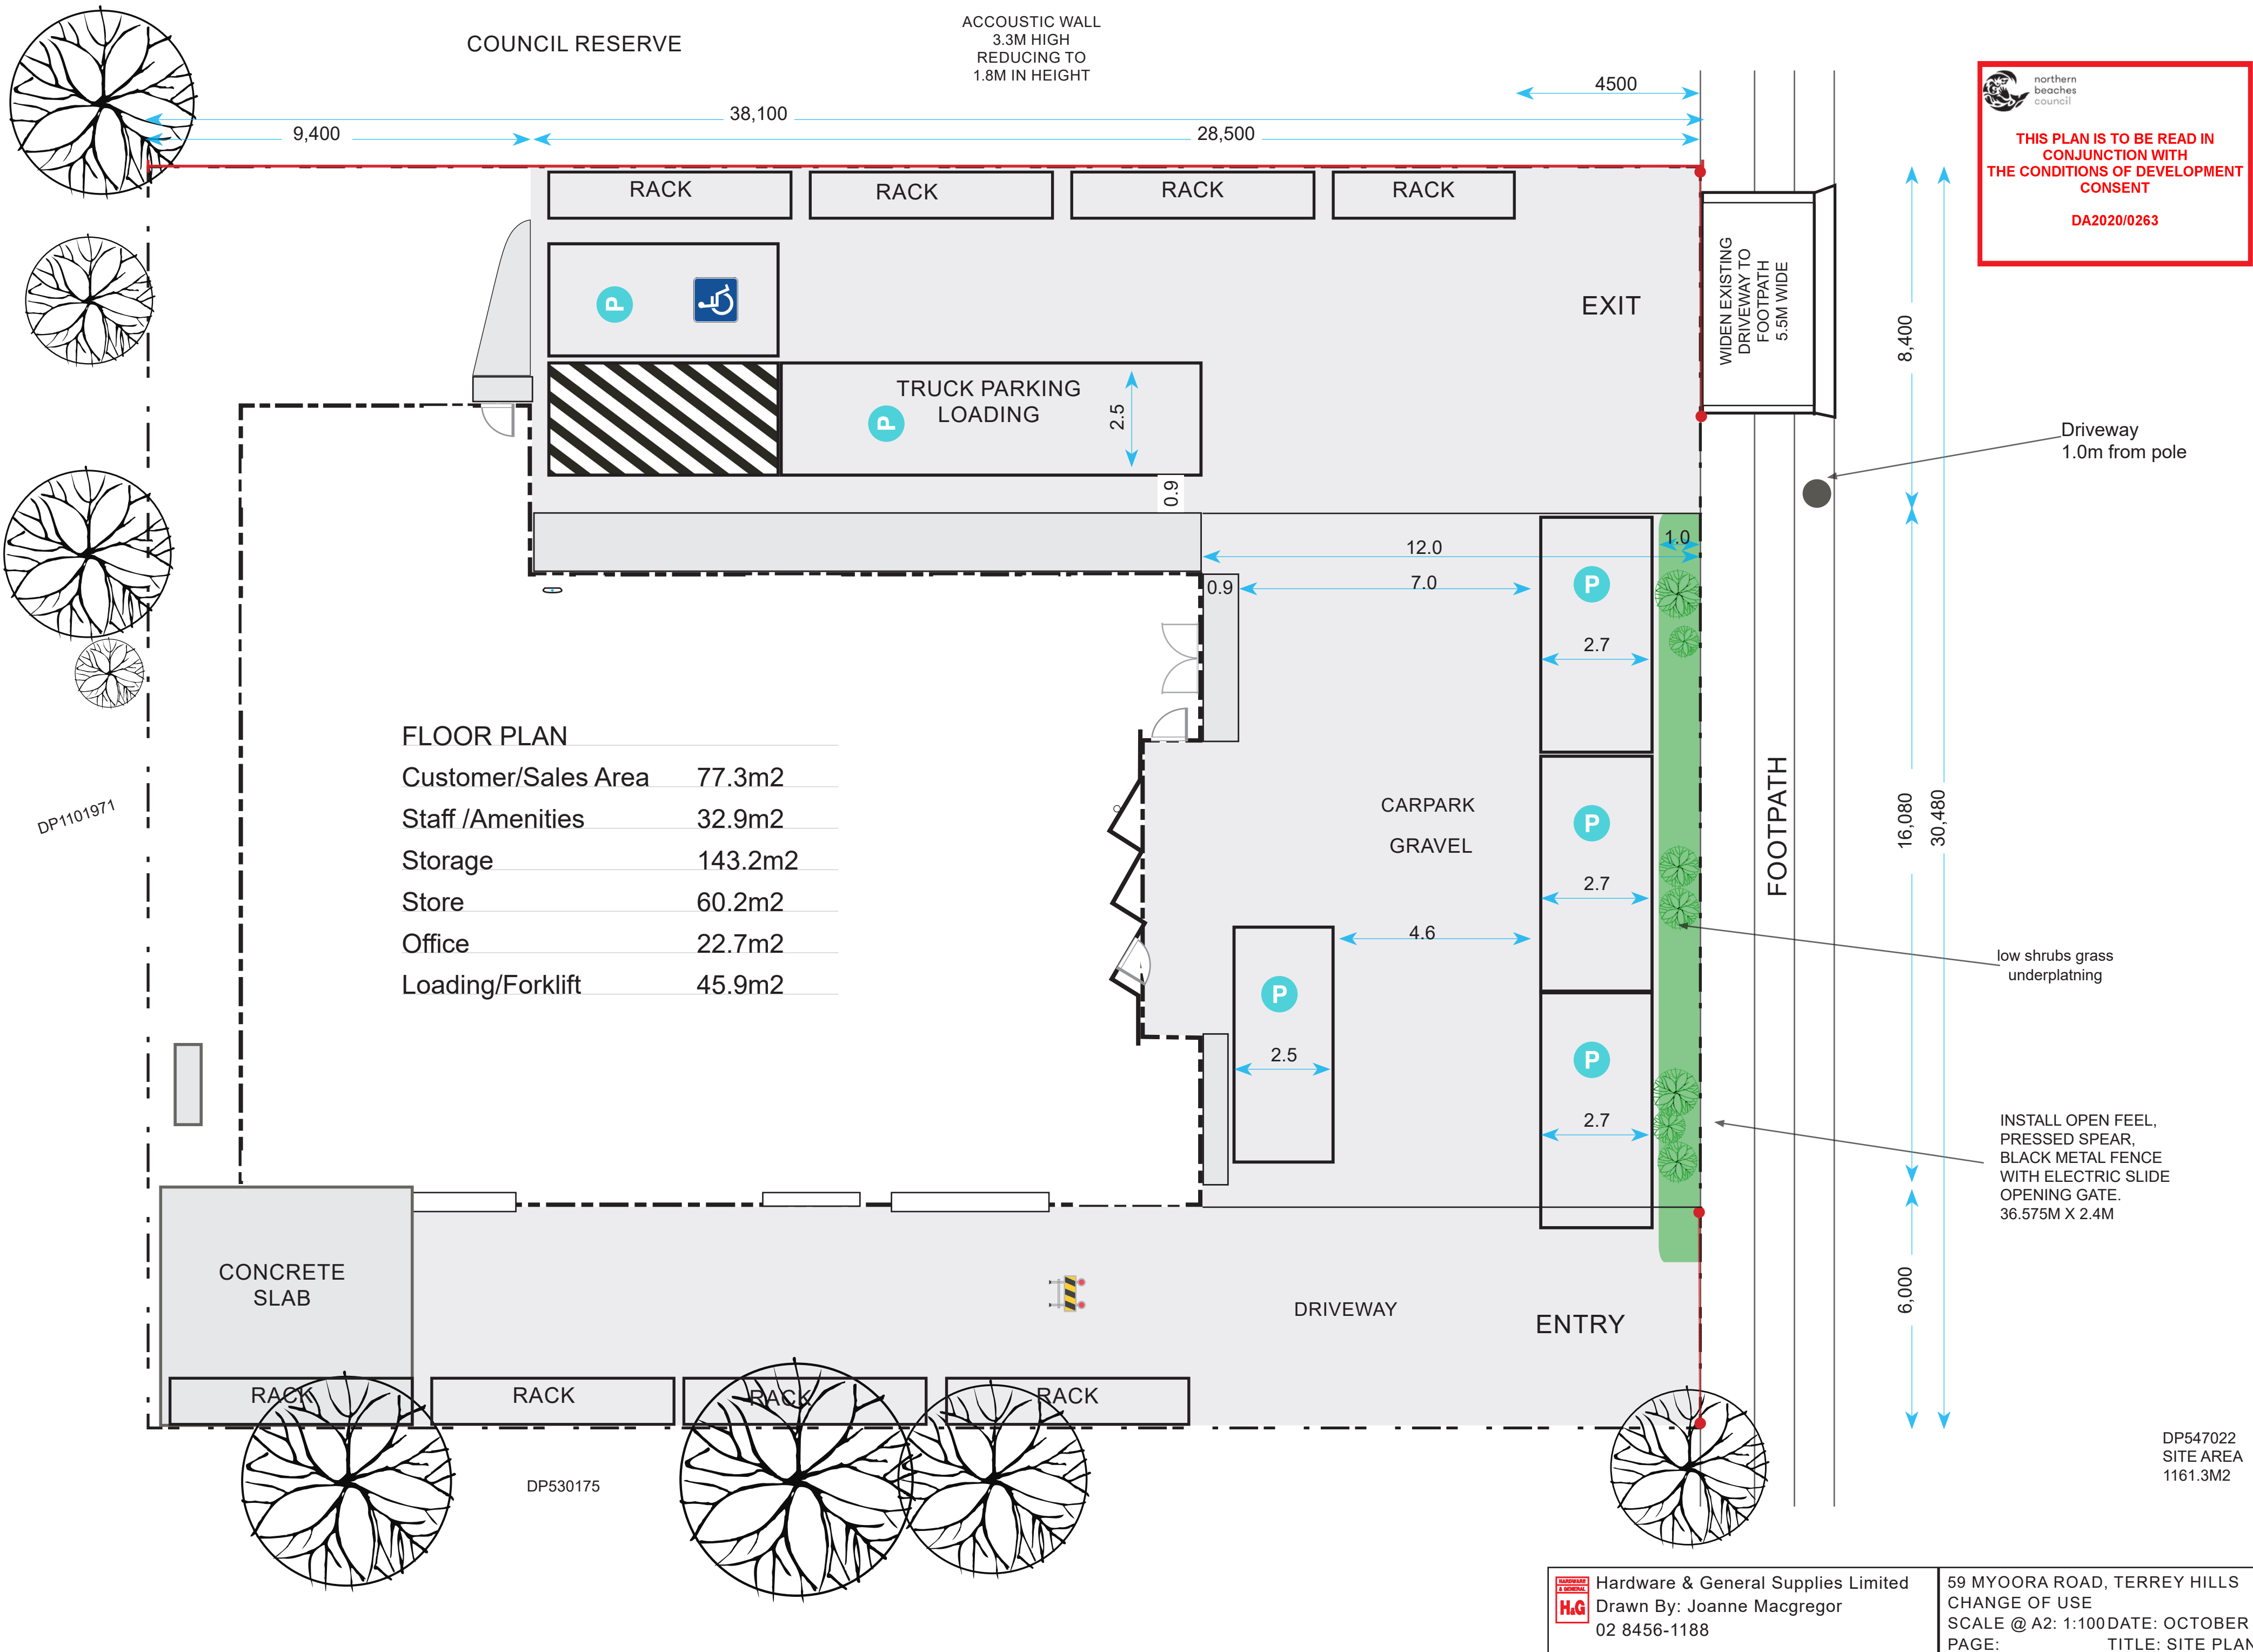 COUNCIL RESERVE
ACCOUSTIC WALL
3.3M HIGH
REDUCING TO
1.8M IN HEIGHT
4500
38,100
9,400
28,500
northern
beaches
council
THIS PLAN IS TO BE READ IN
CONJUNCTION WITH
THE CONDITIONS OF DEVELOPMENT
CONSENT
DA2020/0263
RACK
RACK
RACK
RACK
P
EXIT
WIDEN EXISTING
DRIVEWAY TO
FOOTPATH
5.5M WIDE
8,400
TRUCK PARKING
LOADING
P
2.5
0.9
Driveway
1.0m from pole
12.0
1.0
0.9
7.0
P
2.7
FLOOR PLAN
Customer/Sales Area 77.3m2
Staff /Amenities 32.9m2
Storage 143.2m2
Store 60.2m2
Office 22.7m2
Loading/Forklift 45.9m2
DP1101971
CARPARK
GRAVEL
P
2.7
FOOTPATH
16,080
30,480
4.6
low shrubs grass
underplatning
P
2.5
P
2.7
INSTALL OPEN FEEL,
PRESSED SPEAR,
BLACK METAL FENCE
WITH ELECTRIC SLIDE
OPENING GATE.
36.575M X 2.4M
CONCRETE
SLAB
DRIVEWAY
ENTRY
6,000
RACK
RACK
RACK
RACK
DP530175
DP547022
SITE AREA
1161.3M2
HARDWARE
& GENERAL
H&G
Hardware & General Supplies Limited
Drawn By: Joanne Macgregor
02 8456-1188
59 MYOORA ROAD, TERREY HILLS
CHANGE OF USE
SCALE @ A2: 1:100 DATE: OCTOBER
PAGE: TITLE: SITE PLAN